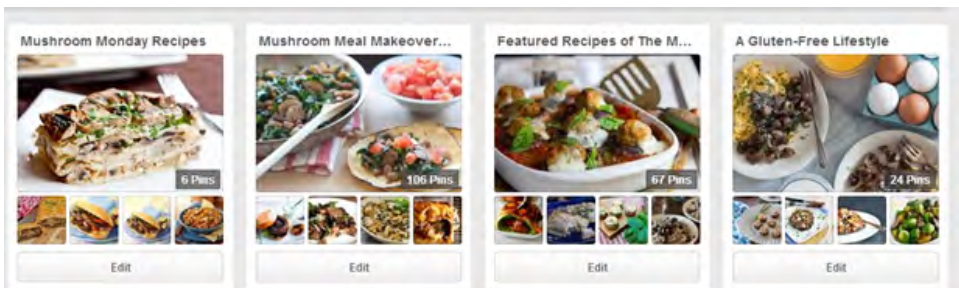 Mushroom Monday Recipes
Mushroom Meal Makeover...
Featured Recipes of The M...
A Gluten-Free Lifestyle
6 Pins
106 Pins
67 Pins
24 Pins
Edit
Edit
Edit
Edit